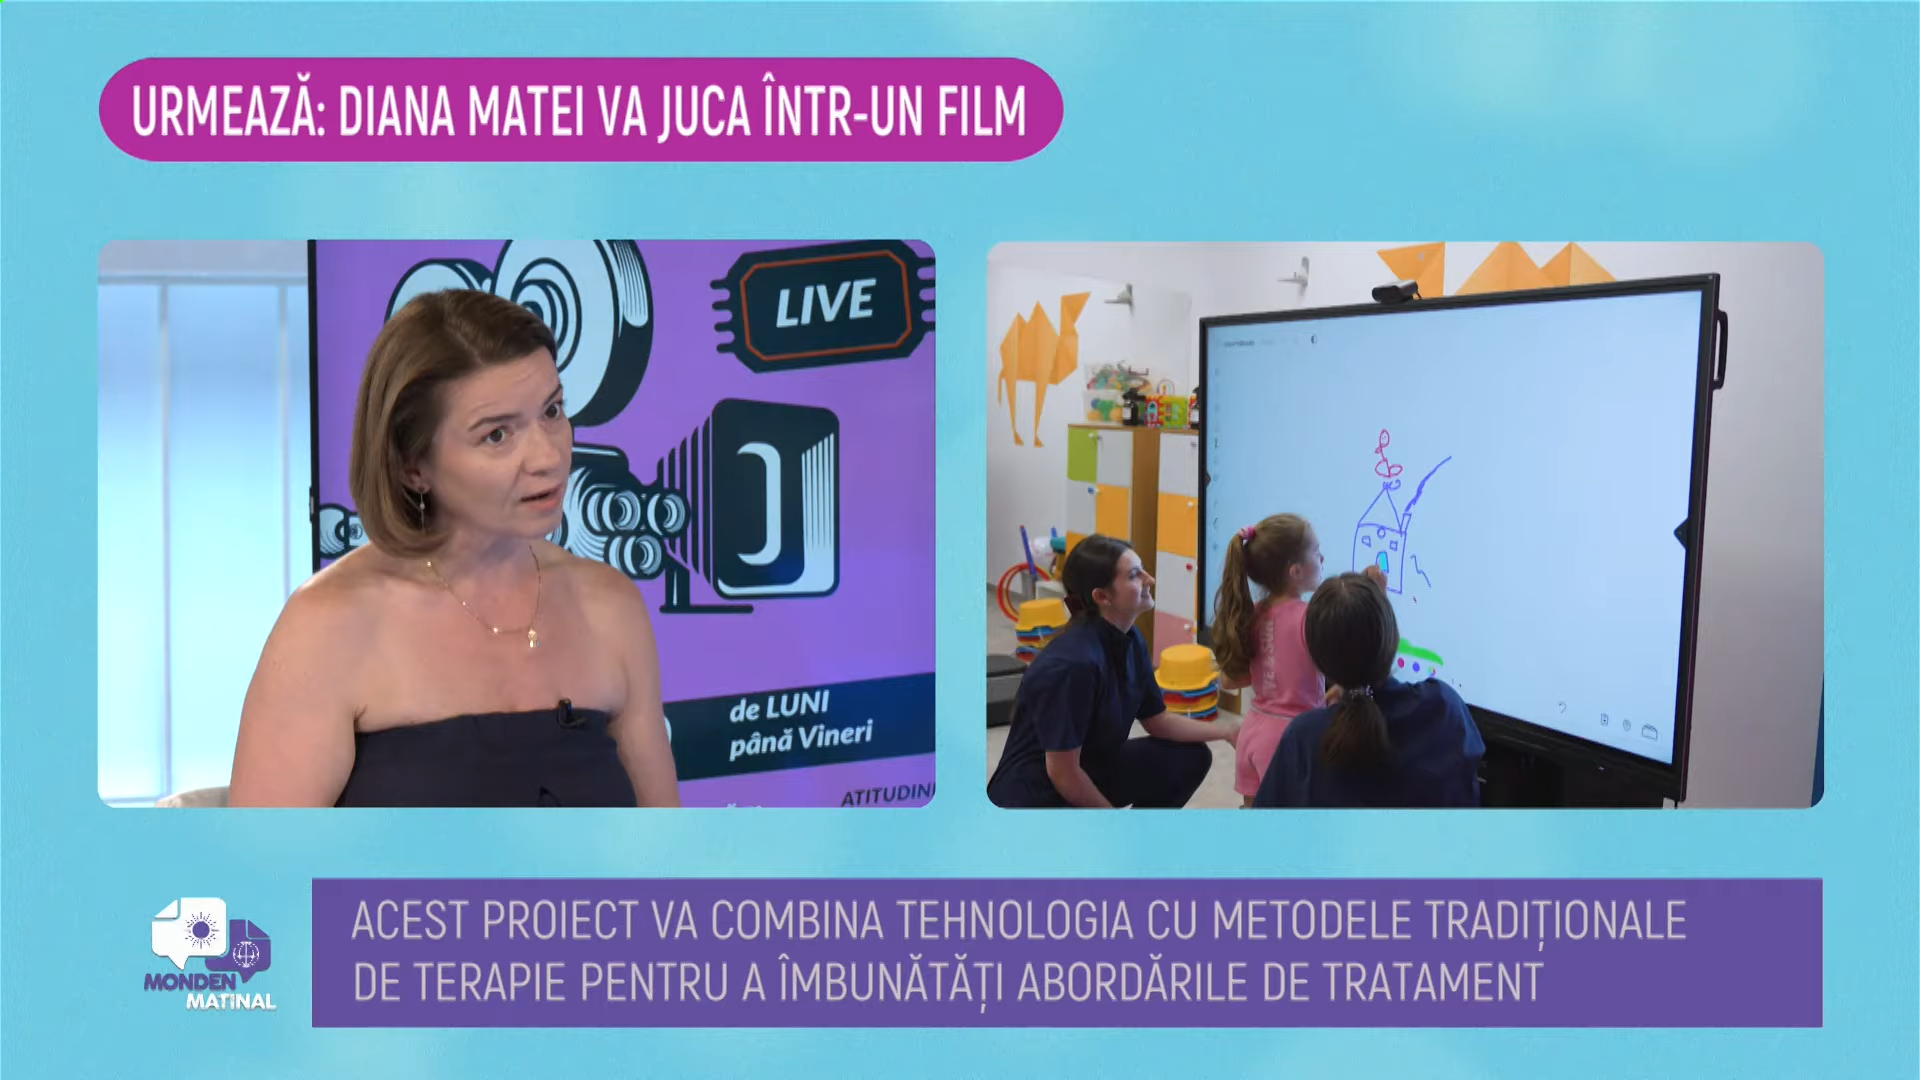 URMEAZĂ: DIANA MATEI VA JUCA ÎNTR-UN FILM
LIVE
de LUNI
până Vineri
ATITUDINI
ACEST PROIECT VA COMBINA TEHNOLOGIA CU METODELE TRADIȚIONALE
DE TERAPIE PENTRU A ÎMBUNĂTĂȚI ABORDĂRILE DE TRATAMENT
MONDEN
MATINAL